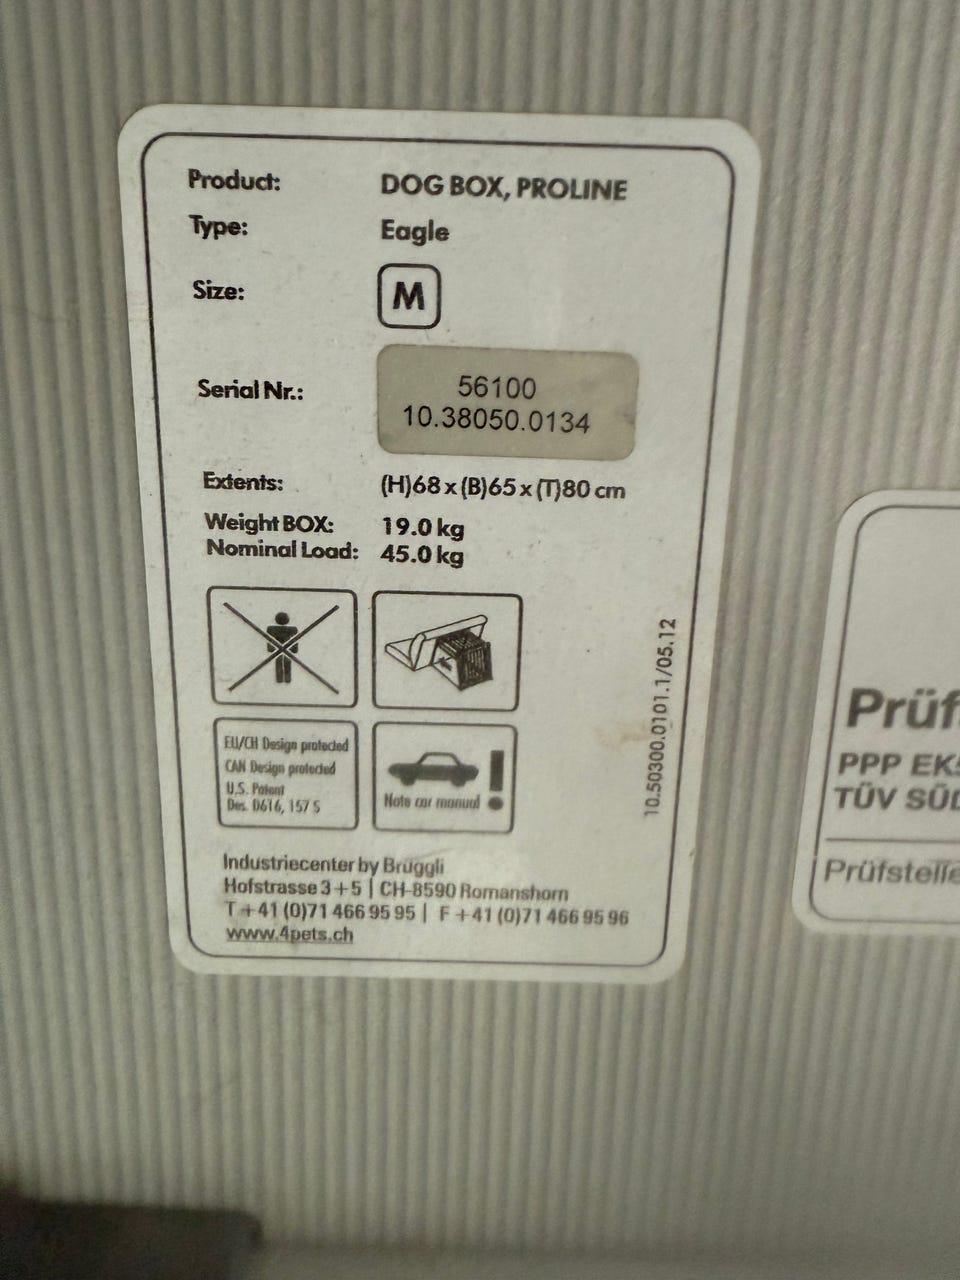 Product: DOG BOX, PROLINE
Type: Eagle
Size: M
Serial Nr.: 56100
10.38050.0134
Extents: (H)68 x (B)65 x (T)80 cm
Weight BOX: 19.0 kg
Nominal Load: 45.0 kg
EU/CH Design protected
CAN Design protected
U.S. Patent
Des. D616, 157 S
Note car manual
10.50300.0101.1/05.12
Industriecenter by Brüggli
Hofstrasse 3+5 | CH-8590 Romanshorn
T +41 (0)71 466 95 95 | F +41 (0)71 466 95 96
www.4pets.ch
Prüf
PPP EK
TÜV SÜD
Prüfstelle